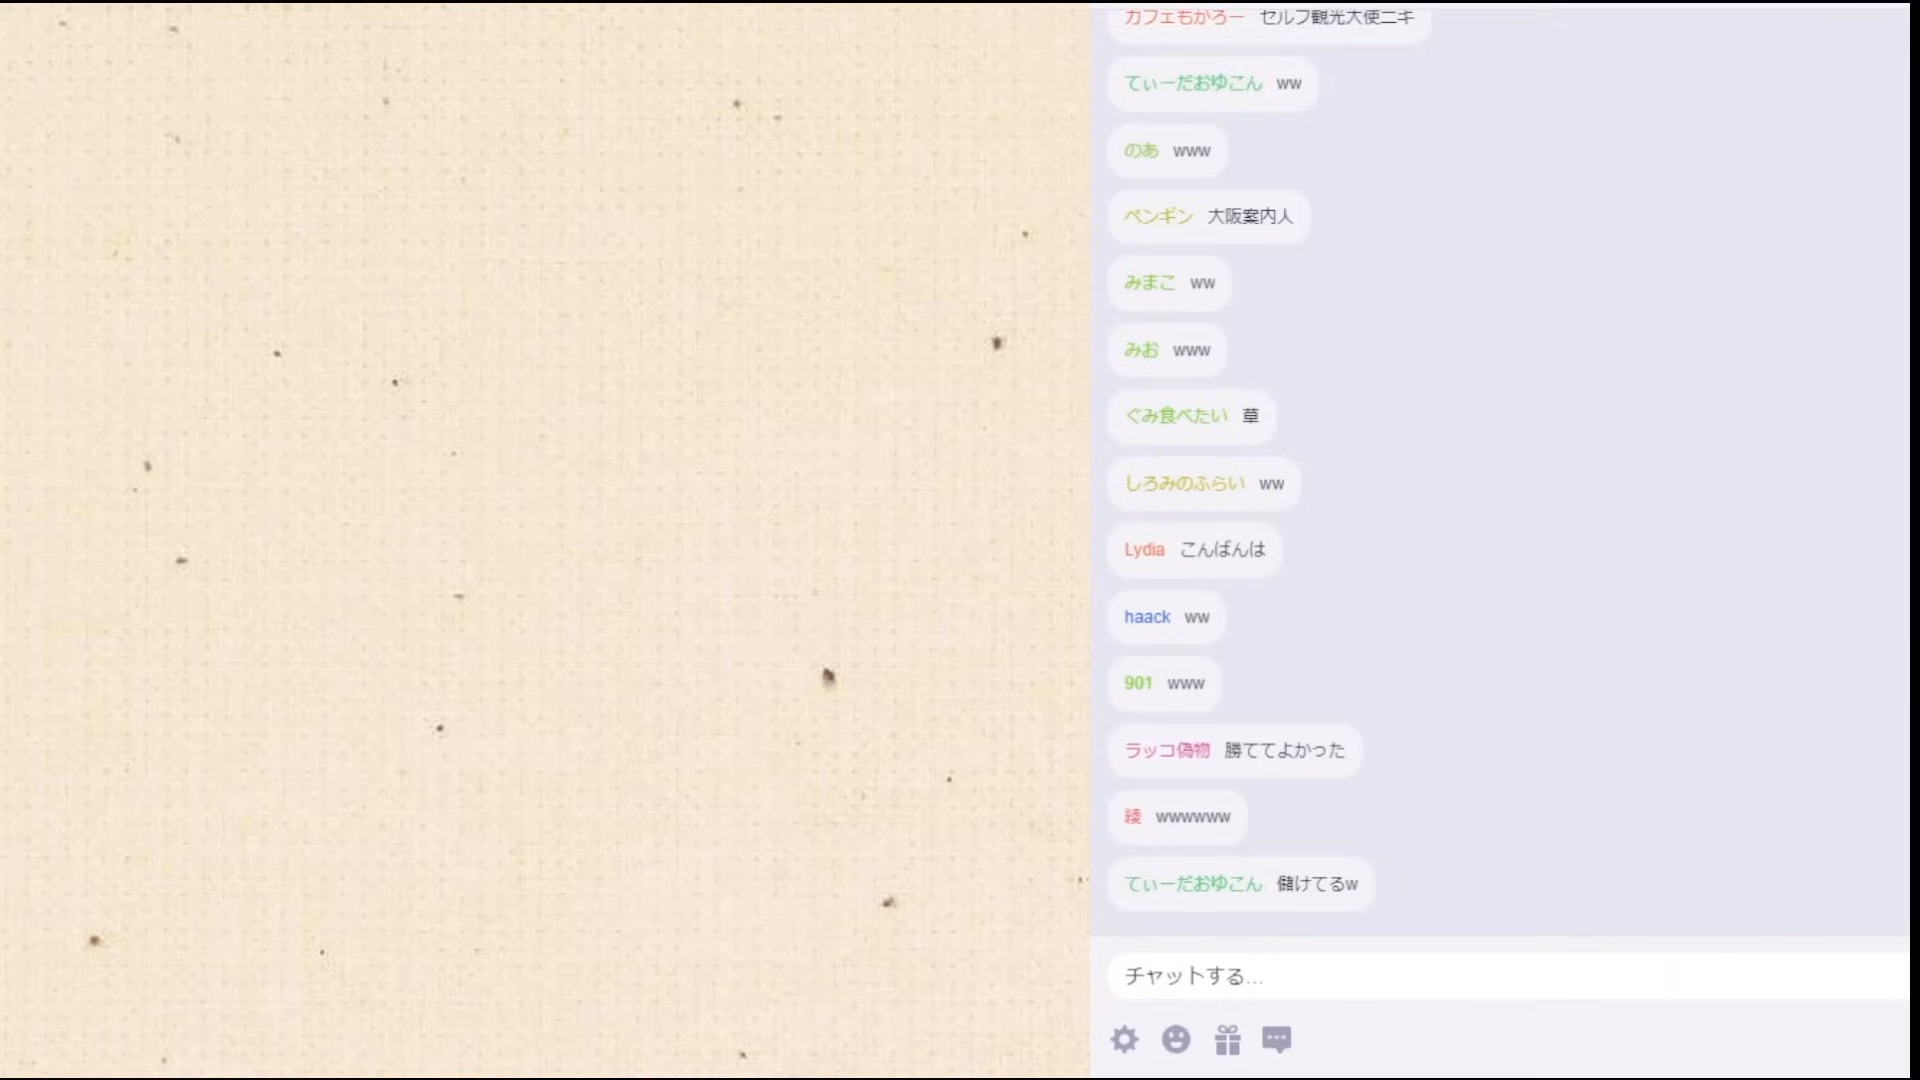 カフェもかろー セルフ観光大使ニキ
てぃーだおゆこん ww
のあ www
ペンギン 大阪案内人
みまこ ww
みお www
ぐみ食べたい 草
しろみのふらい ww
Lydia こんばんは
haack ww
901 www
ラッコ偽物 勝ててよかった
綾 wwwwww
てぃーだおゆこん 儲けてるw
チャットする...